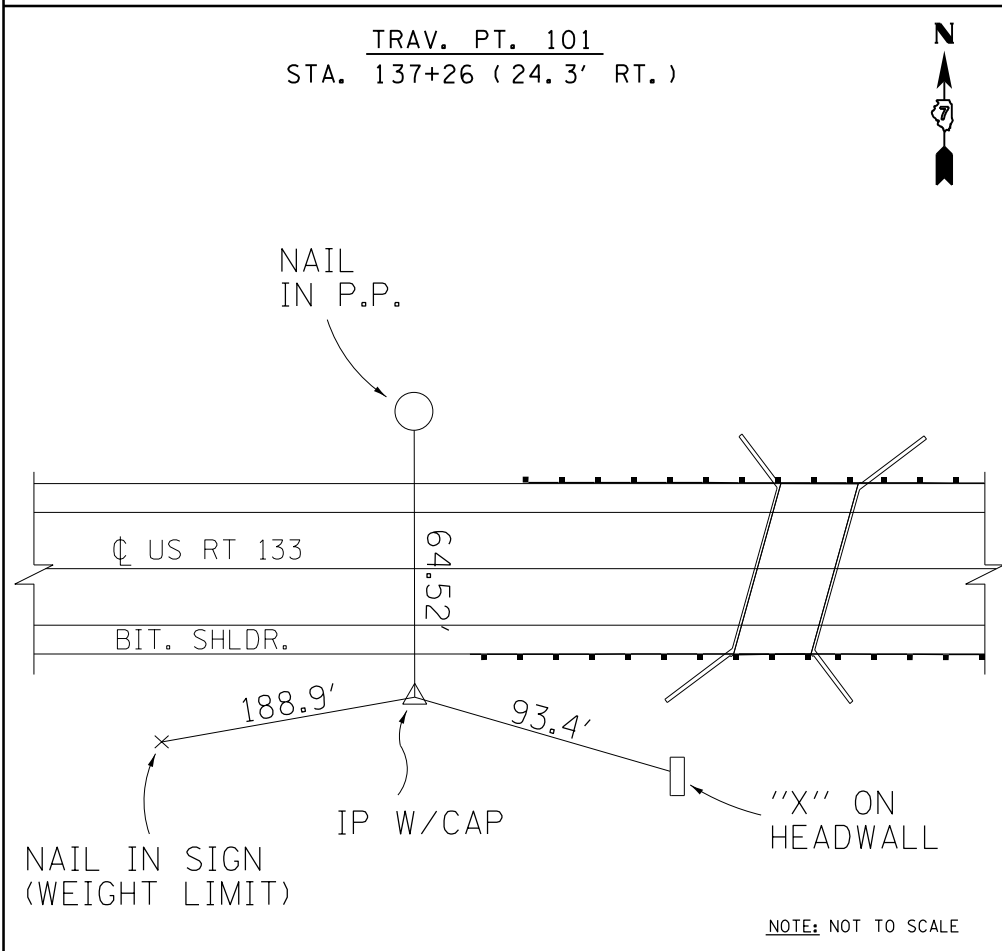 TRAV. PT. 101
STA. 137+26 (24.3' RT.)
N
7
NAIL
IN P.P.
64.52'
℄ US RT 133
BIT. SHLDR.
188.9'
93.4'
IP W/CAP
"X" ON
HEADWALL
NAIL IN SIGN
(WEIGHT LIMIT)
NOTE: NOT TO SCALE